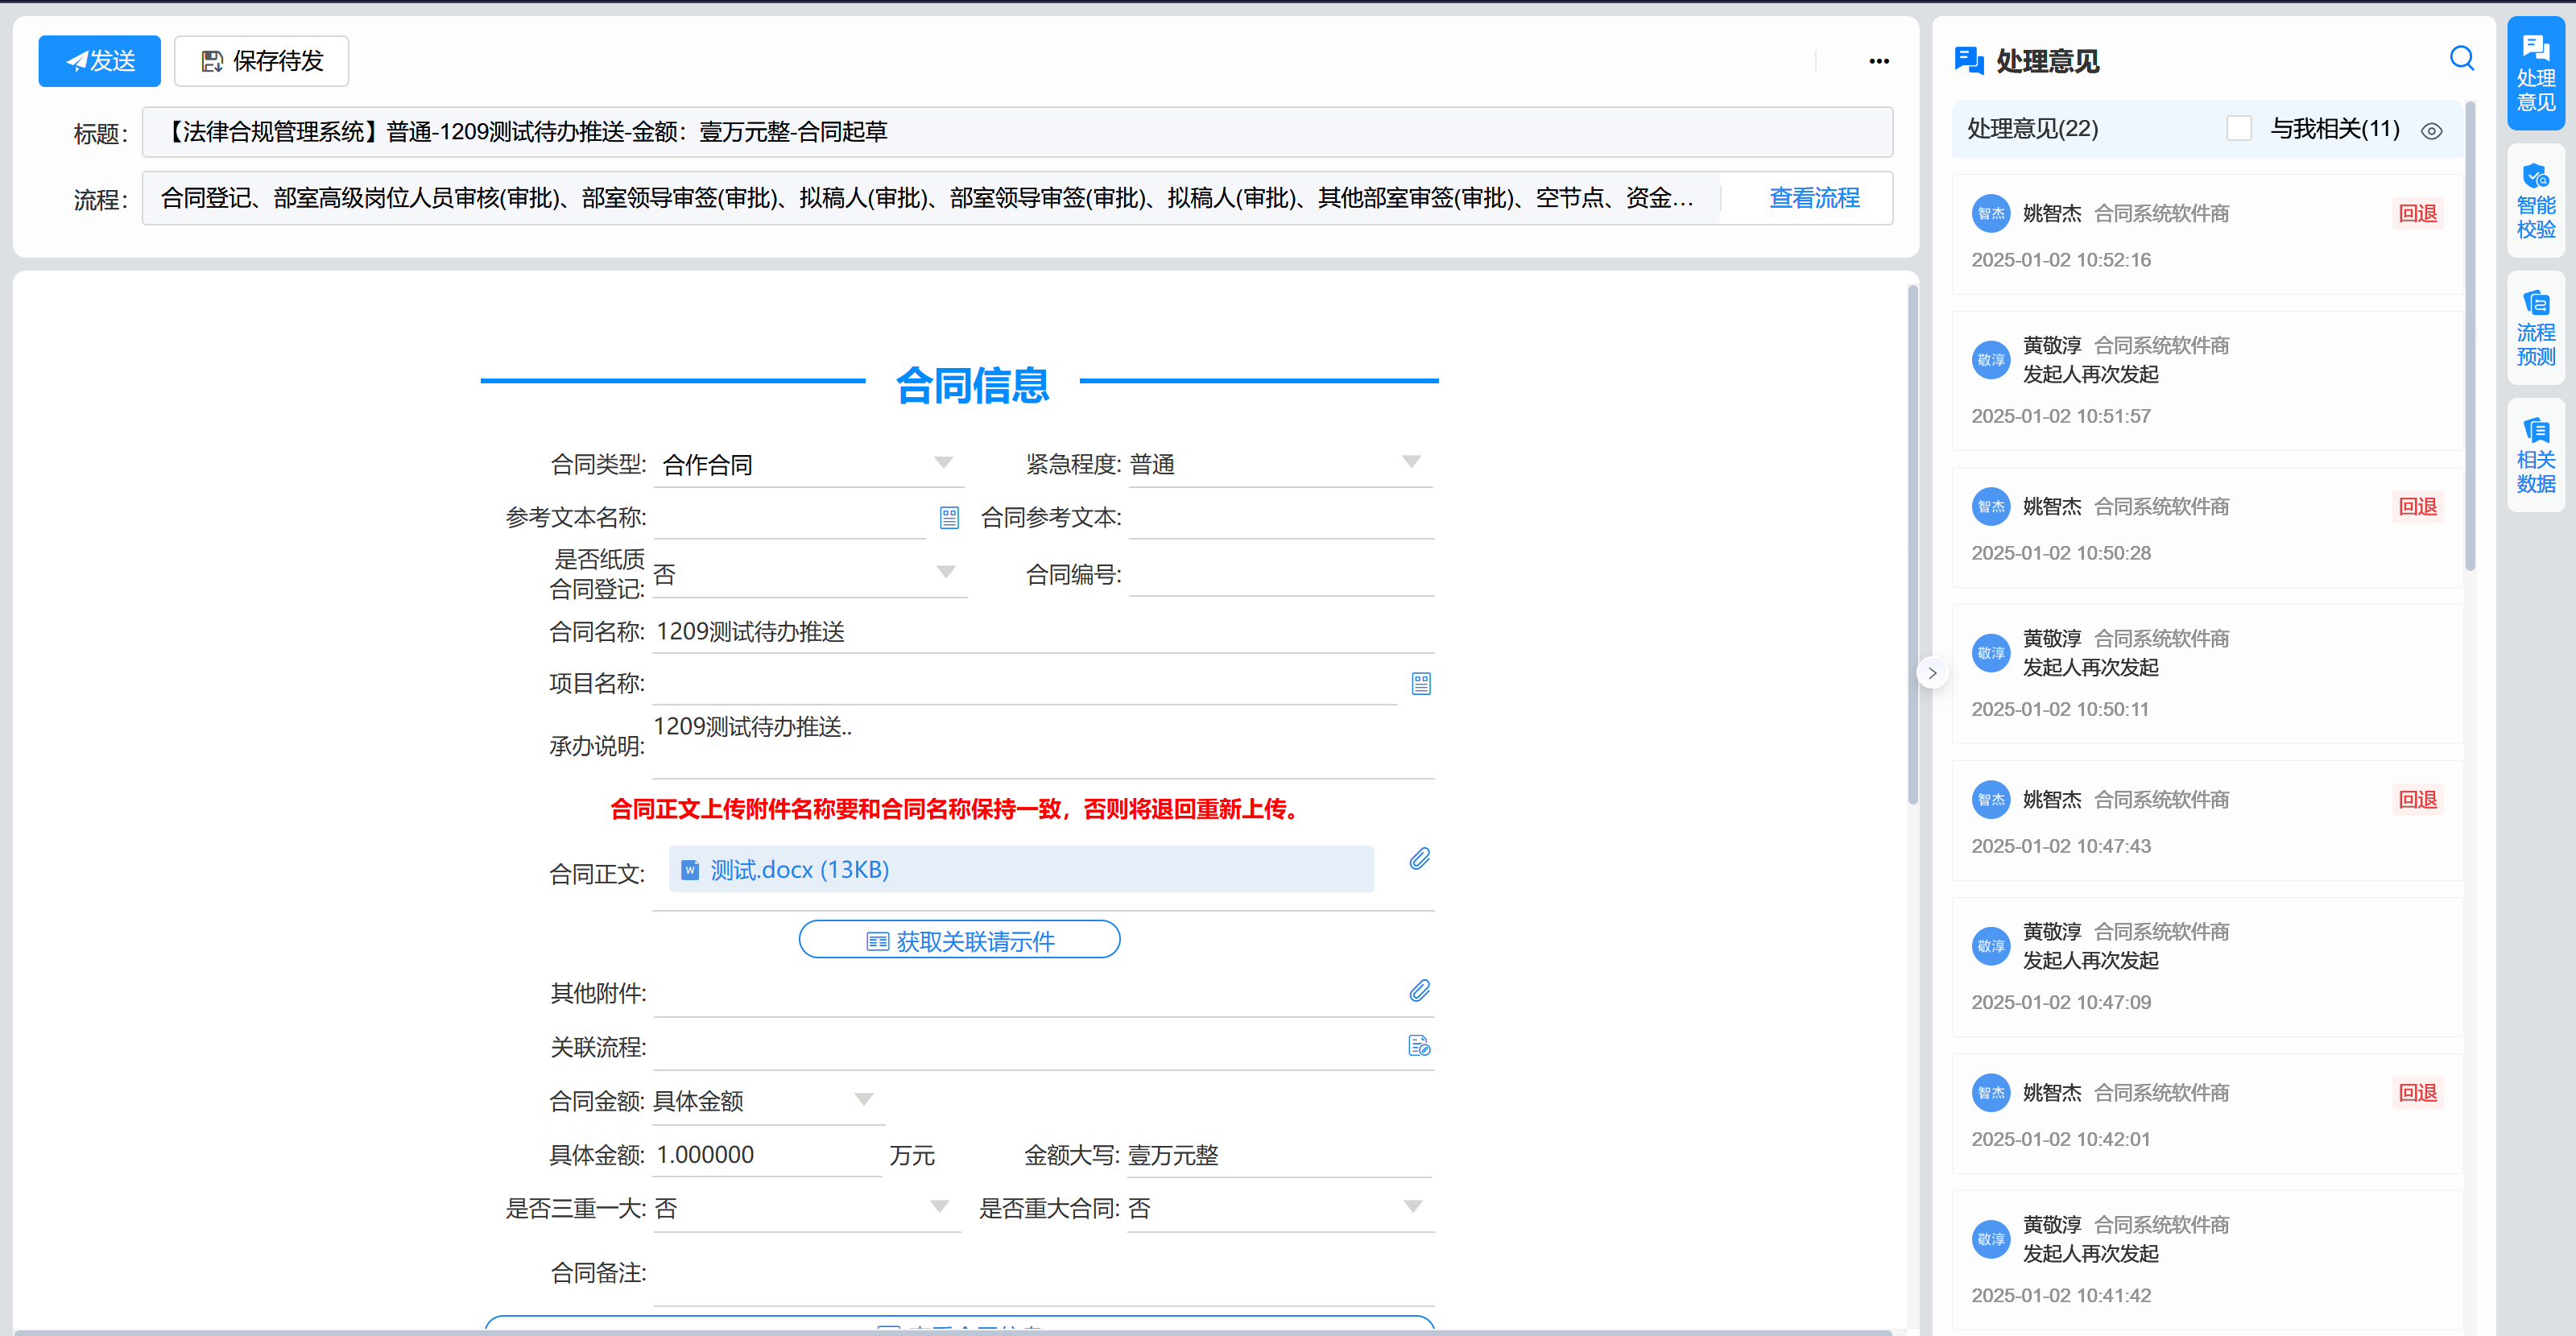 发送
保存待发
标题：
【法律合规管理系统】普通-1209测试待办推送-金额：壹万元整-合同起草
流程：
合同登记、部室高级岗位人员审核(审批)、部室领导审签(审批)、拟稿人(审批)、部室领导审签(审批)、拟稿人(审批)、其他部室审签(审批)、空节点、资金...
查看流程
合同信息
合同类型: 合作合同
紧急程度: 普通
参考文本名称:
合同参考文本:
是否纸质
合同登记: 否
合同编号:
合同名称: 1209测试待办推送
项目名称:
承办说明: 1209测试待办推送..
合同正文上传附件名称要和合同名称保持一致，否则将退回重新上传。
合同正文: 测试.docx (13KB)
获取关联请示件
其他附件:
关联流程:
合同金额: 具体金额
具体金额: 1.000000 万元
金额大写: 壹万元整
是否三重一大: 否
是否重大合同: 否
合同备注:
处理意见
处理意见(22)
与我相关(11)
智杰 姚智杰 合同系统软件商 回退
2025-01-02 10:52:16
敬淳 黄敬淳 合同系统软件商
发起人再次发起
2025-01-02 10:51:57
智杰 姚智杰 合同系统软件商 回退
2025-01-02 10:50:28
敬淳 黄敬淳 合同系统软件商
发起人再次发起
2025-01-02 10:50:11
智杰 姚智杰 合同系统软件商 回退
2025-01-02 10:47:43
敬淳 黄敬淳 合同系统软件商
发起人再次发起
2025-01-02 10:47:09
智杰 姚智杰 合同系统软件商 回退
2025-01-02 10:42:01
敬淳 黄敬淳 合同系统软件商
发起人再次发起
2025-01-02 10:41:42
处理
意见
智能
校验
流程
预测
相关
数据